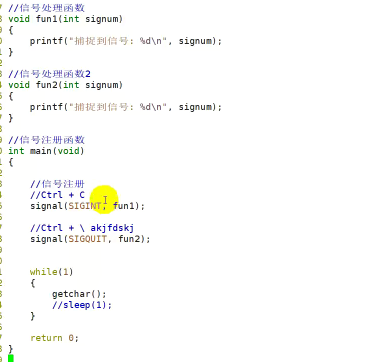 //信号处理函数
void fun1(int signum)
{
    printf("捕捉到信号: %d\n", signum);
}
//信号处理函数2
void fun2(int signum)
{
    printf("捕捉到信号: %d\n", signum);
}
//信号注册函数
int main(void)
{
    //信号注册
    //Ctrl + C
    signal(SIGINT, fun1);
    //Ctrl + \ akjfdskj
    signal(SIGQUIT, fun2);
    while(1)
    {
        getchar();
        //sleep(1);
    }
    return 0;
}